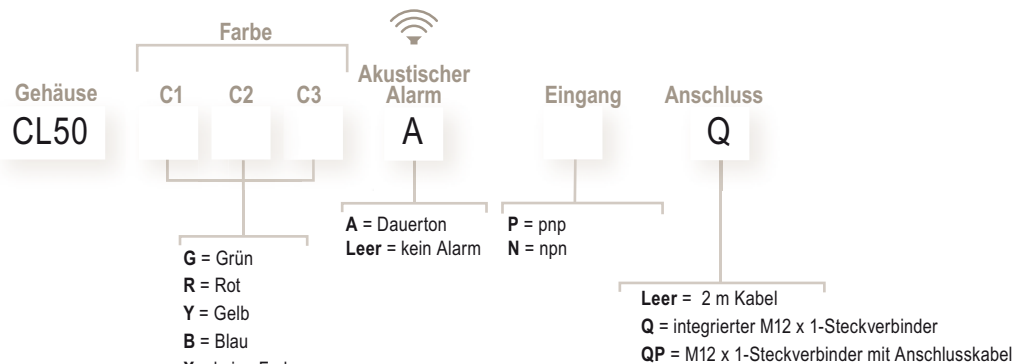 Farbe
Gehäuse C1 C2 C3 Akustischer Alarm Eingang Anschluss
CL50 A Q
A = Dauerton
Leer = kein Alarm
P = pnp
N = npn
G = Grün
R = Rot
Y = Gelb
B = Blau
Leer = 2 m Kabel
Q = integrierter M12 x 1-Steckverbinder
QP = M12 x 1-Steckverbinder mit Anschlusskabel